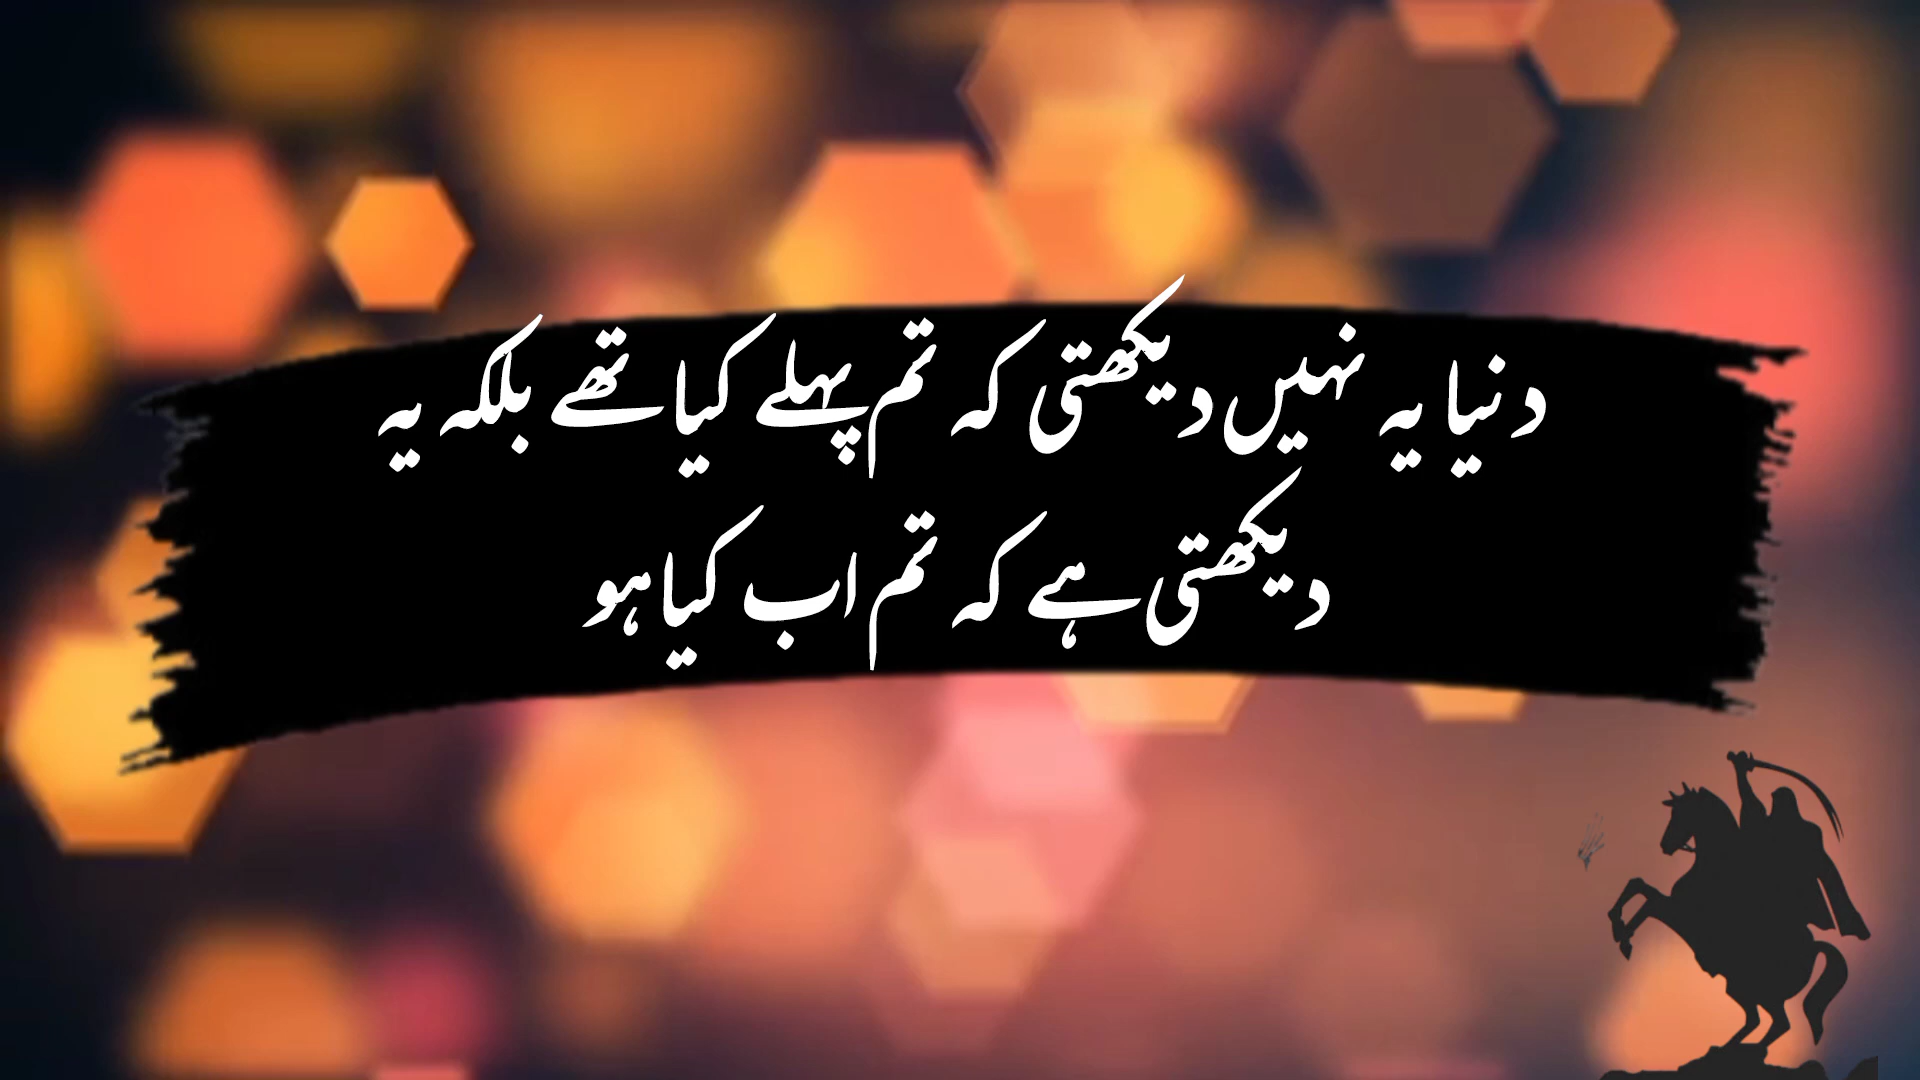 دنیا یہ نہیں دیکھتی کہ تم پہلے کیا تھے بلکہ یہ
دیکھتی ہے کہ تم اب کیا ہو